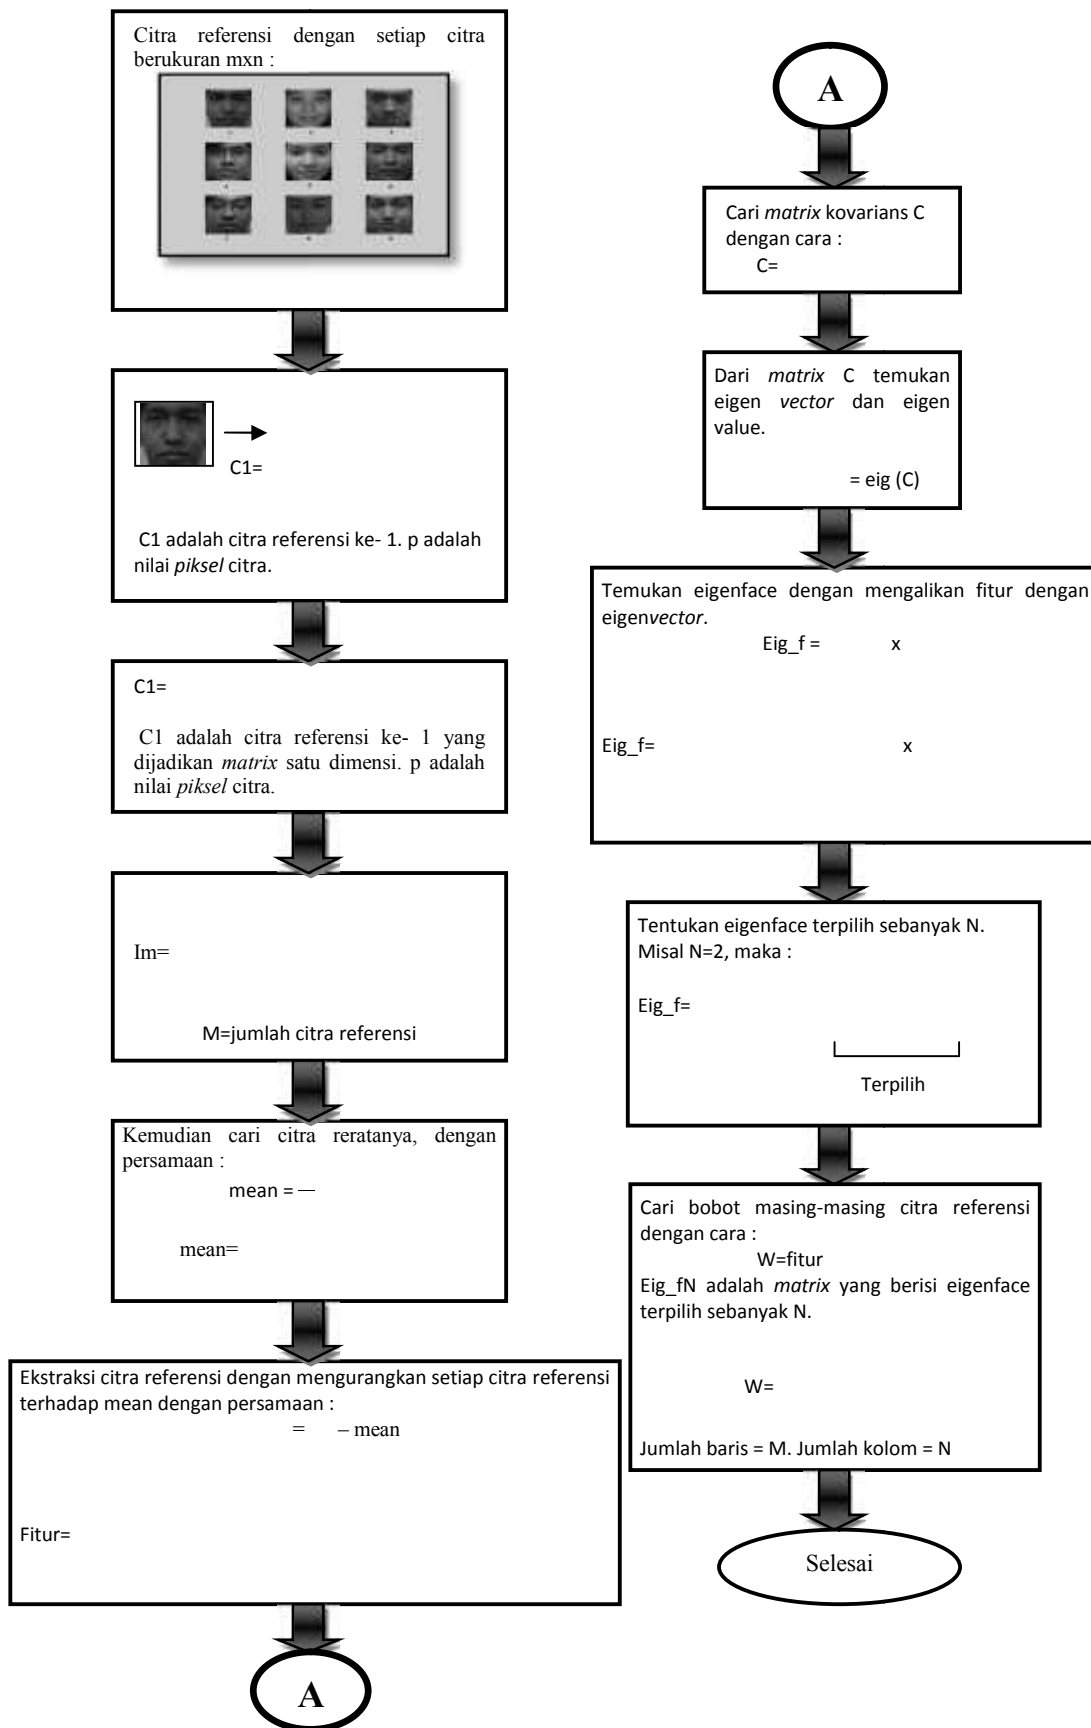 Citra referensi dengan setiap citra
berukuran mxn :
C1=
C1 adalah citra referensi ke- 1. p adalah
nilai piksel citra.
C1=
C1 adalah citra referensi ke- 1 yang
dijadikan matrix satu dimensi. p adalah
nilai piksel citra.
Im=
M=jumlah citra referensi
Kemudian cari citra reratanya, dengan
persamaan :
mean = —
mean=
Ekstraksi citra referensi dengan mengurangkan setiap citra referensi
terhadap mean dengan persamaan :
= – mean
Fitur=
A
A
Cari matrix kovarians C
dengan cara :
C=
Dari matrix C temukan
eigen vector dan eigen
value.
= eig (C)
Temukan eigenface dengan mengalikan fitur dengan
eigenvector.
Eig_f = x
Eig_f= x
Tentukan eigenface terpilih sebanyak N.
Misal N=2, maka :
Eig_f=
Terpilih
Cari bobot masing-masing citra referensi
dengan cara :
W=fitur
Eig_fN adalah matrix yang berisi eigenface
terpilih sebanyak N.
W=
Jumlah baris = M. Jumlah kolom = N
Selesai